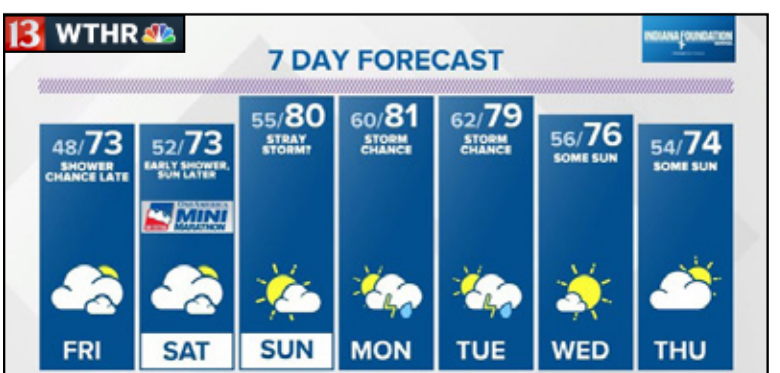 13 WTHR
INDIANA FOUNDATION
7 DAY FORECAST
48/73
SHOWER
CHANCE LATE
FRI
52/73
EARLY SHOWER,
SUN LATER
ONEAMERICA
MINI
MARATHON
SAT
55/80
STRAY
STORM?
SUN
60/81
STORM
CHANCE
MON
62/79
STORM
CHANCE
TUE
56/76
SOME SUN
WED
54/74
SOME SUN
THU